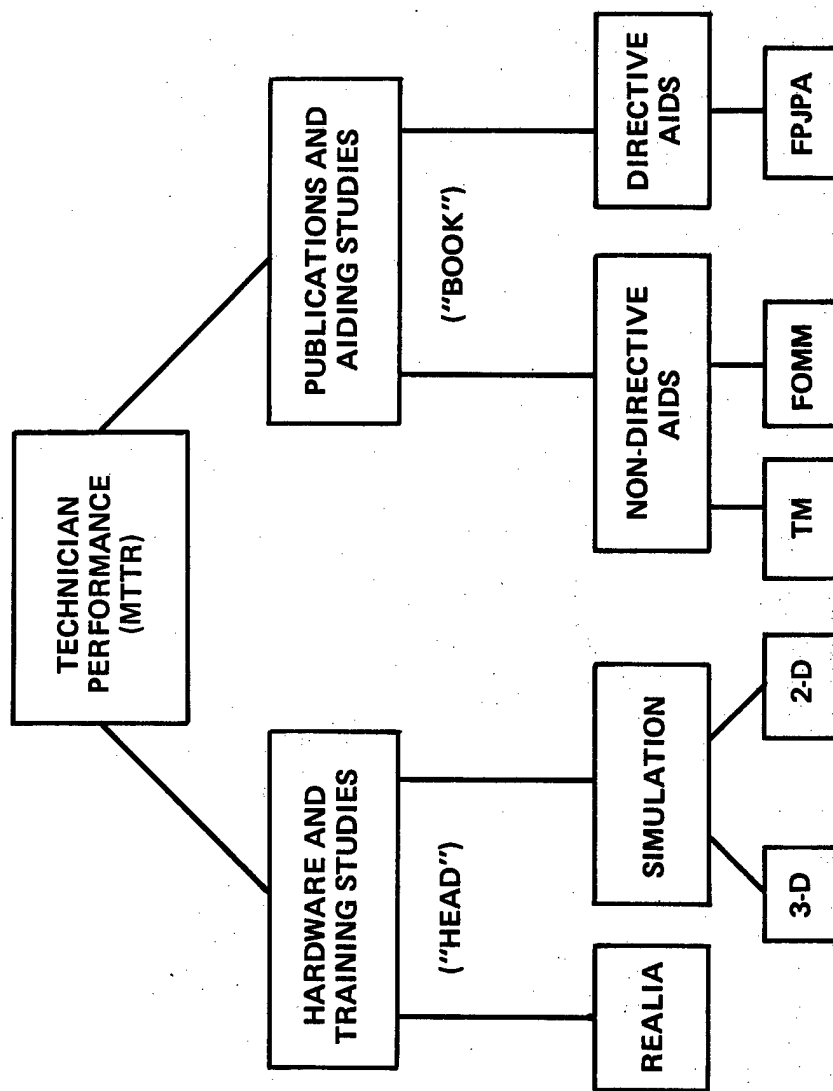 TECHNICIAN
PERFORMANCE
(MTTR)
HARDWARE AND
TRAINING STUDIES
PUBLICATIONS AND
AIDING STUDIES
("HEAD")
("BOOK")
REALIA
SIMULATION
NON-DIRECTIVE
AIDS
DIRECTIVE
AIDS
3-D
2-D
TM
FOMM
FPJPA